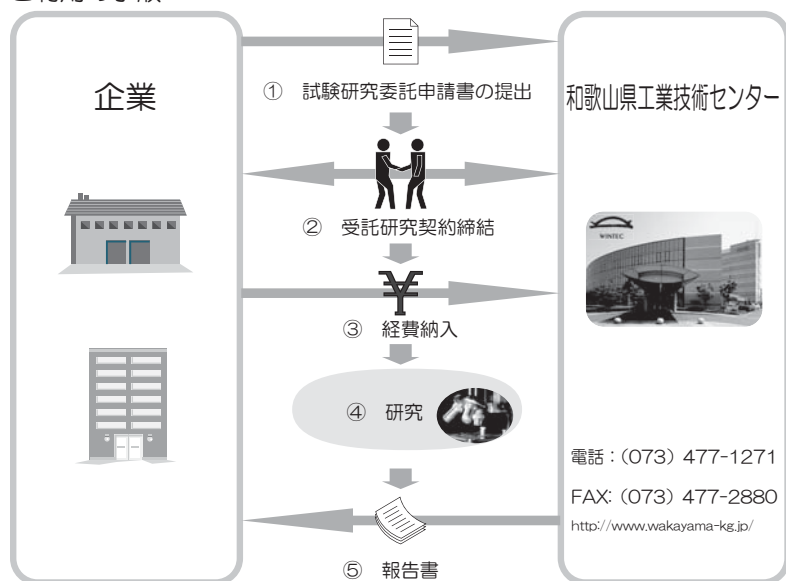 企業
① 試験研究委託申請書の提出
② 受託研究契約締結
③ 経費納入
④ 研究
⑤ 報告書
和歌山県工業技術センター
WINTEC
電話：(073) 477-1271
FAX: (073) 477-2880
http://www.wakayama-kg.jp/